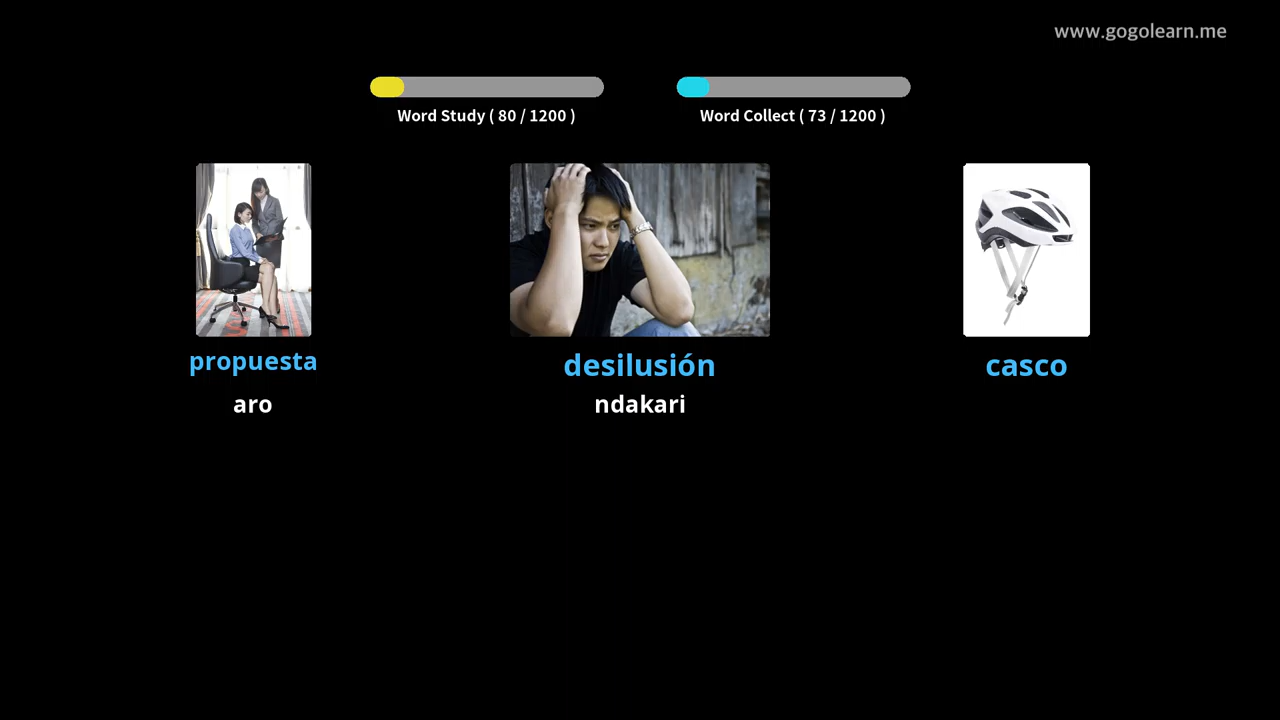 www.gogolearn.me
Word Study ( 80 / 1200 )
Word Collect ( 73 / 1200 )
propuesta
aro
desilusión
ndakari
casco